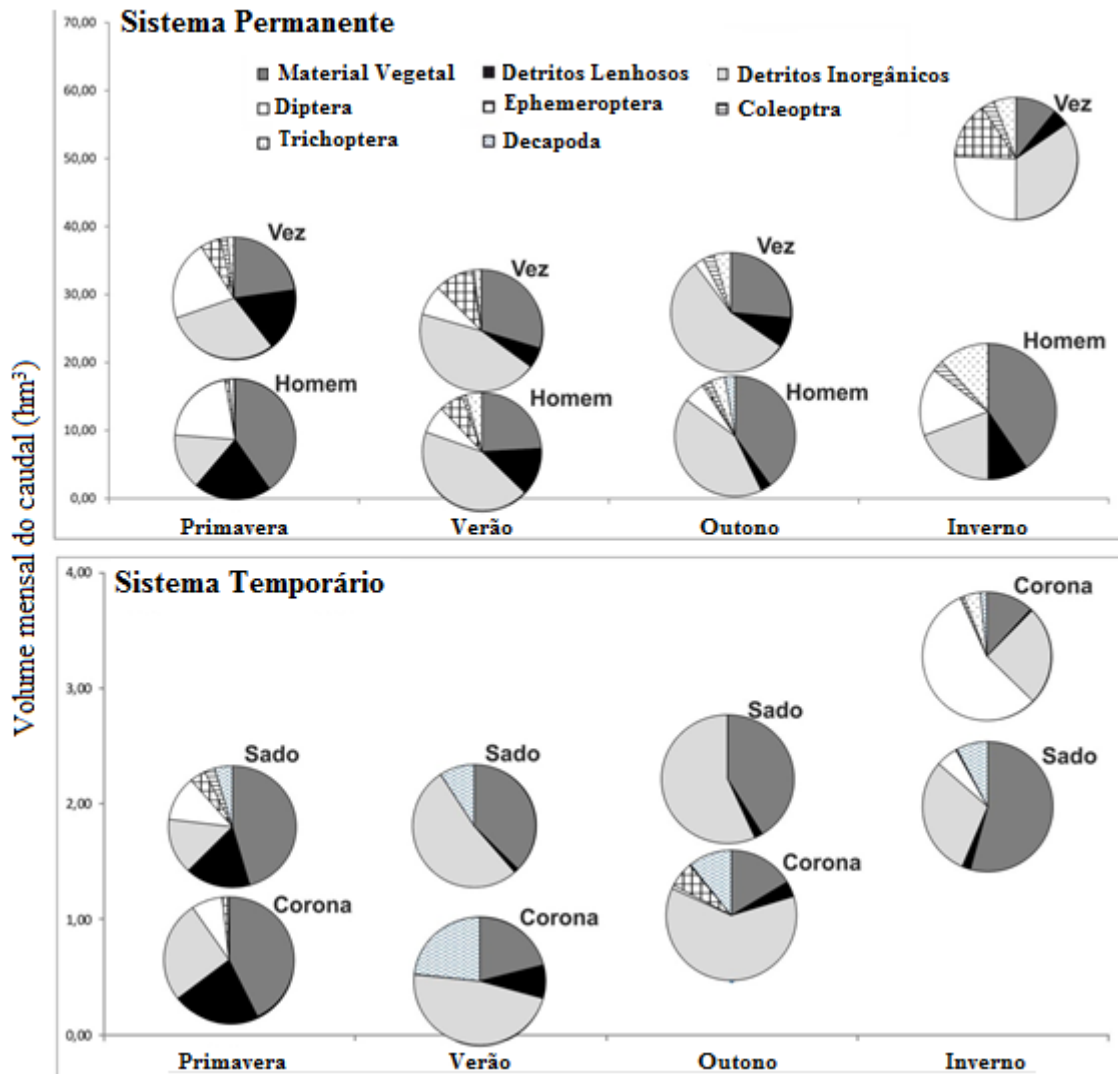 Sistema Permanente
Material Vegetal Detritos Lenhosos Detritos Inorgânicos
Diptera Ephemeroptera Coleoptra
Trichoptera Decapoda
70,00
60,00
50,00
40,00
30,00
20,00
10,00
0,00
Vez
Vez
Vez
Vez
Homem
Homem
Homem
Homem
Primavera Verão Outono Inverno
Volume mensal do caudal (hm³)
Sistema Temporário
4,00
3,00
2,00
1,00
0,00
Corona
Sado
Sado
Sado
Sado
Corona
Corona
Corona
Primavera Verão Outono Inverno